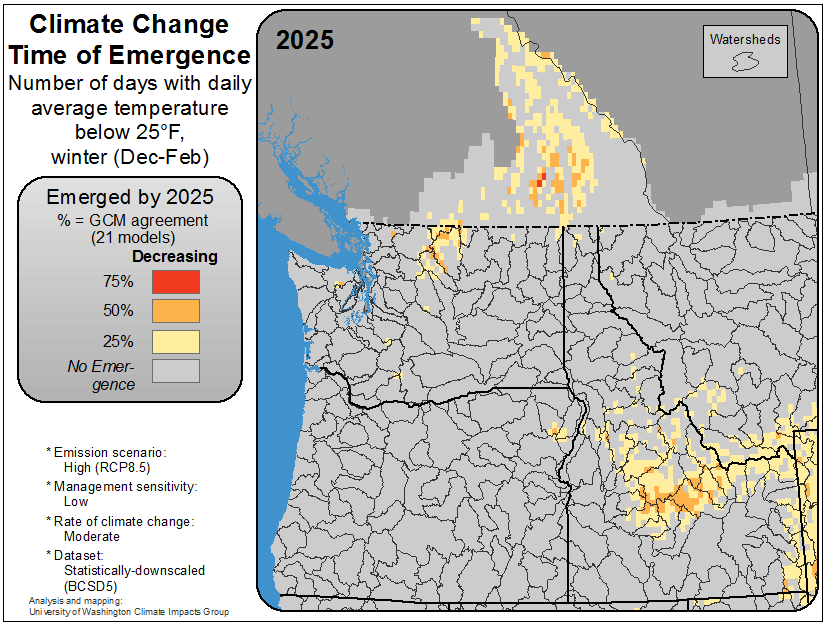 Climate Change
Time of Emergence
Number of days with daily
average temperature
below 25°F,
winter (Dec-Feb)
Emerged by 2025
% = GCM agreement
(21 models)
Decreasing
75%
50%
25%
No Emer-
gence
* Emission scenario:
High (RCP8.5)
* Management sensitivity:
Low
* Rate of climate change:
Moderate
* Dataset:
Statistically-downscaled
(BCSD5)
Analysis and mapping:
University of Washington Climate Impacts Group
2025
Watersheds